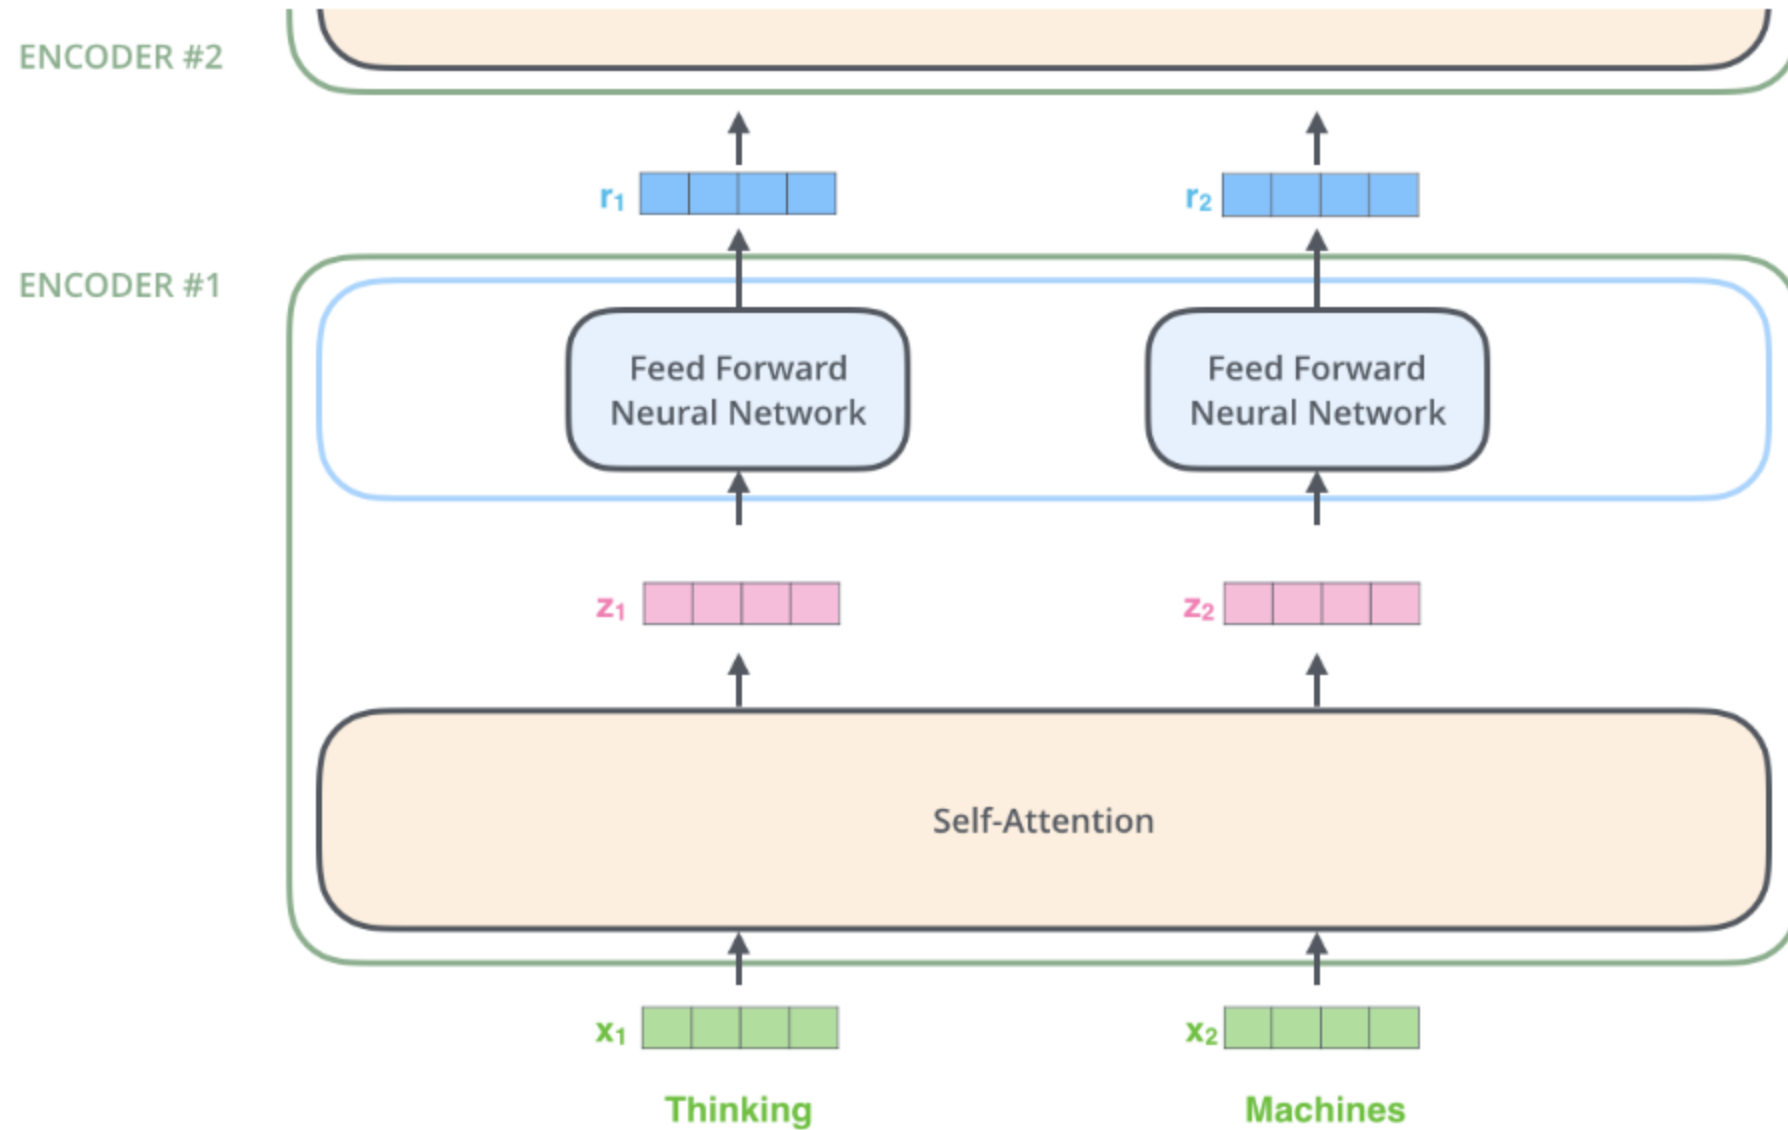 ENCODER #2
r1
r2
ENCODER #1
Feed Forward
Neural Network
Feed Forward
Neural Network
z1
z2
Self-Attention
x1
x2
Thinking
Machines